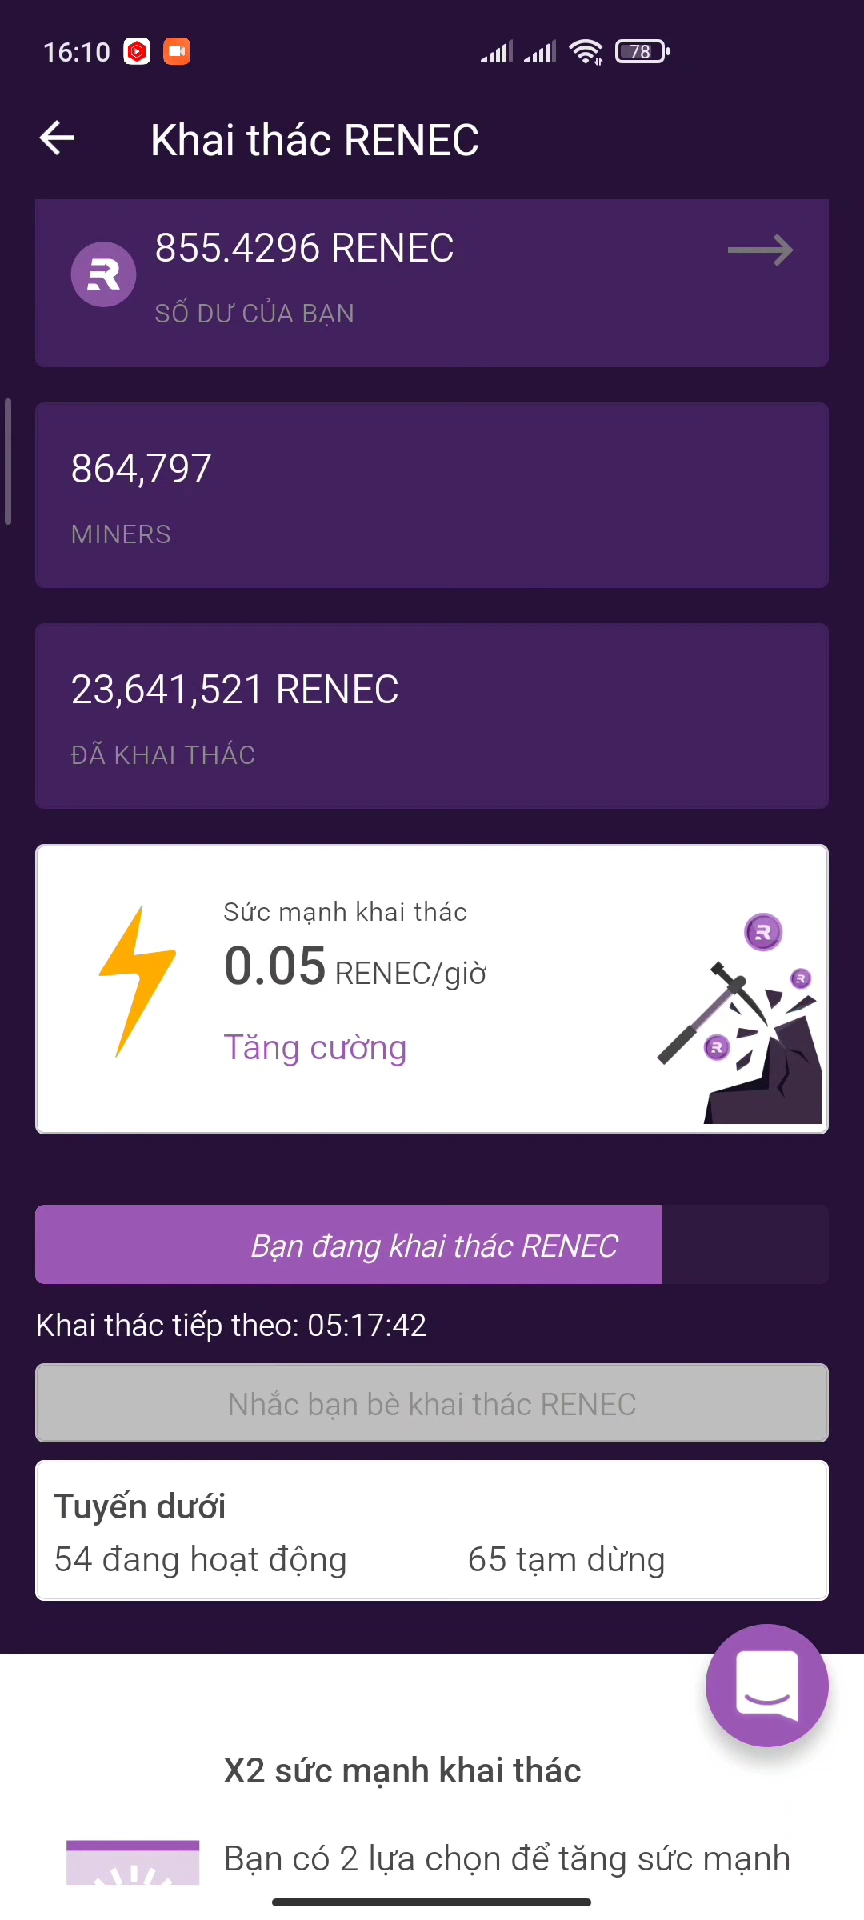 16:10
78
Khai thác RENEC
855.4296 RENEC
SỐ DƯ CỦA BẠN
864,797
MINERS
23,641,521 RENEC
ĐÃ KHAI THÁC
Sức mạnh khai thác
0.05 RENEC/giờ
Tăng cường
Bạn đang khai thác RENEC
Khai thác tiếp theo: 05:17:42
Nhắc bạn bè khai thác RENEC
Tuyến dưới
54 đang hoạt động 65 tạm dừng
X2 sức mạnh khai thác
Bạn có 2 lựa chọn để tăng sức mạnh